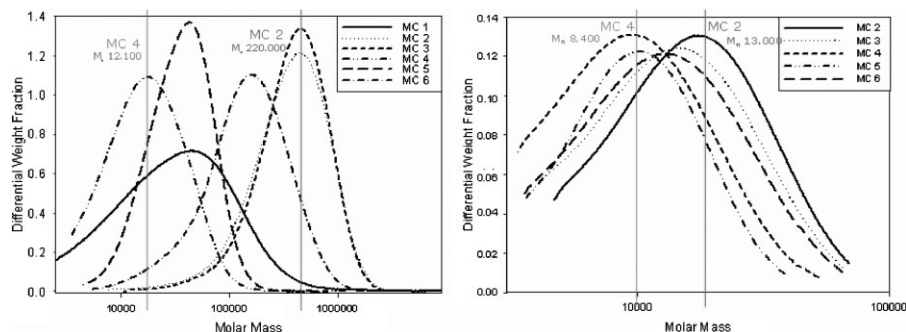 1.4
1.2
1.0
0.8
0.6
0.4
0.2
0.0
Differential Weight Fraction
MC 4
12.100
MC 2
220.000
MC 1
MC 2
MC 3
MC 4
MC 5
MC 6
10000
100000
1000000
Molar Mass
0.14
0.12
0.10
0.08
0.06
0.04
0.02
0.00
Differential Weight Fraction
MC 4
Mn 8.400
MC 2
Mn 13.000
MC 2
MC 3
MC 4
MC 5
MC 6
10000
100000
Molar Mass